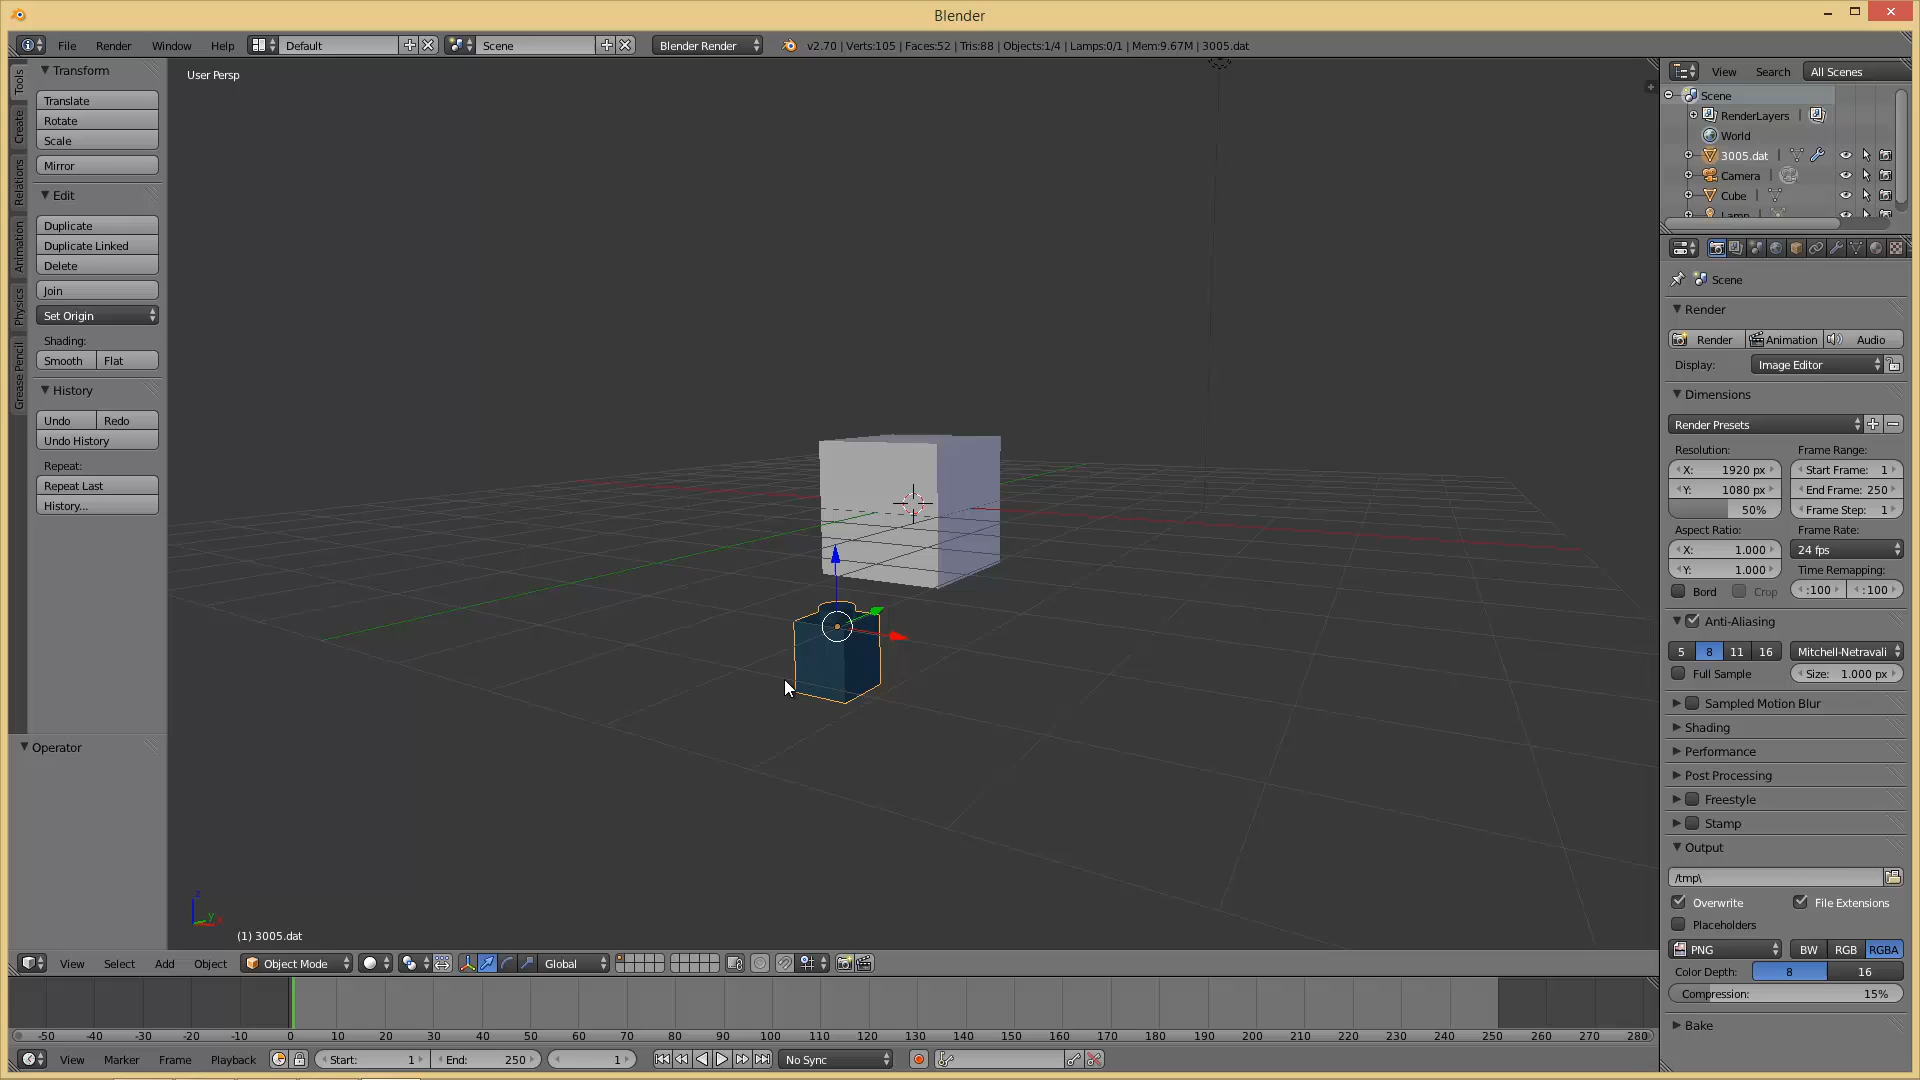 Blender
File Render Window Help Default Scene Blender Render v2.70 | Verts:105 | Faces:52 | Tris:88 | Objects:1/4 | Lamps:0/1 | Mem:9.67M | 3005.dat
Tools
Create
Relations
Animation
Physics
Grease Pencil
Transform
Translate
Rotate
Scale
Mirror
Edit
Duplicate
Duplicate Linked
Delete
Join
Set Origin
Shading:
Smooth Flat
History
Undo Redo
Undo History
Repeat:
Repeat Last
History...
Operator
User Persp
z
y
(1) 3005.dat
View Select Add Object Object Mode Global
-50 -40 -30 -20 -10 0 10 20 30 40 50 60 70 80 90 100 110 120 130 140 150 160 170 180 190 200 210 220 230 240 250 260 270 280
View Marker Frame Playback Start: 1 End: 250 1 No Sync
View Search All Scenes
Scene
RenderLayers
World
3005.dat
Camera
Cube
Lamp
Scene
Render
Render Animation Audio
Display: Image Editor
Dimensions
Render Presets
Resolution: Frame Range:
X: 1920 px Start Frame: 1
Y: 1080 px End Frame: 250
50% Frame Step: 1
Aspect Ratio: Frame Rate:
X: 1.000 24 fps
Y: 1.000 Time Remapping:
Bord Crop :100 :100
Anti-Aliasing
5 8 11 16 Mitchell-Netravali
Full Sample Size: 1.000 px
Sampled Motion Blur
Shading
Performance
Post Processing
Freestyle
Stamp
Output
/tmp\
Overwrite File Extensions
Placeholders
PNG BW RGB RGBA
Color Depth: 8 16
Compression: 15%
Bake